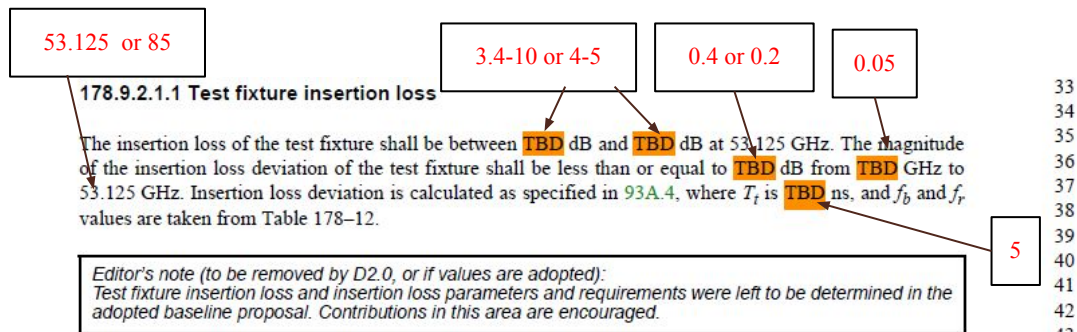 53.125 or 85
3.4-10 or 4-5
0.4 or 0.2
0.05
178.9.2.1.1 Test fixture insertion loss
33
34
The insertion loss of the test fixture shall be between TBD dB and TBD dB at 53.125 GHz. The magnitude
35
of the insertion loss deviation of the test fixture shall be less than or equal to TBD dB from TBD GHz to
36
53.125 GHz. Insertion loss deviation is calculated as specified in 93A.4, where Tt is TBD ns, and fb and fr
37
values are taken from Table 178–12.
38
39
5
40
Editor's note (to be removed by D2.0, or if values are adopted):
Test fixture insertion loss and insertion loss parameters and requirements were left to be determined in the
41
adopted baseline proposal. Contributions in this area are encouraged.
42